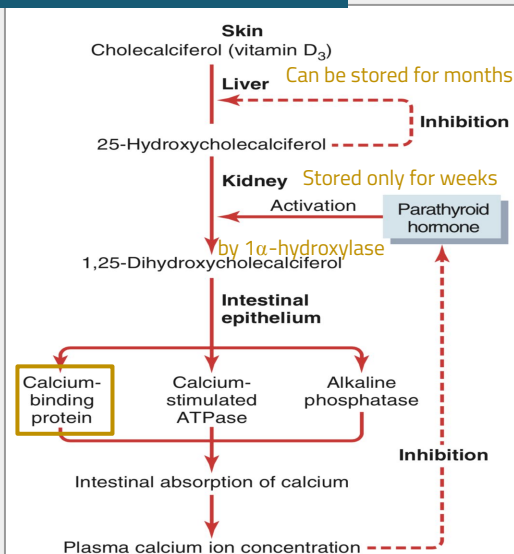 Skin
Cholecalciferol (vitamin D3)
Liver
Can be stored for months
Inhibition
25-Hydroxycholecalciferol
Kidney
Stored only for weeks
Activation
Parathyroid
hormone
by 1α-hydroxylase
1,25-Dihydroxycholecalciferol
Intestinal
epithelium
Calcium-
binding
protein
Calcium-
stimulated
ATPase
Alkaline
phosphatase
Inhibition
Intestinal absorption of calcium
Plasma calcium ion concentration